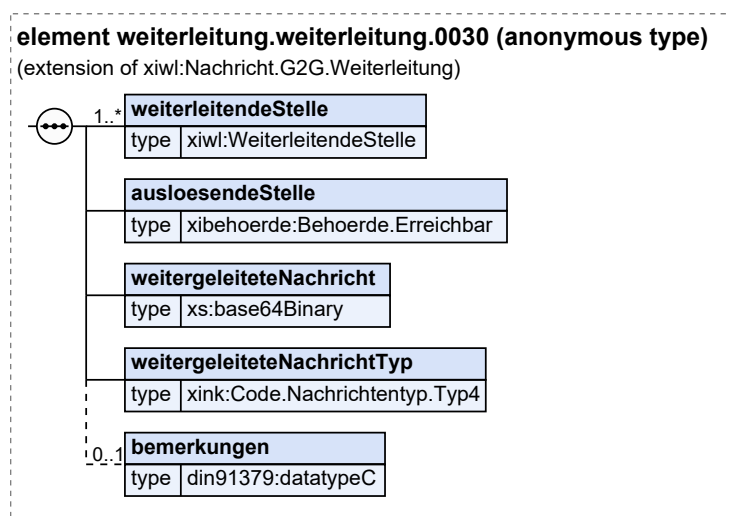 element weiterleitung.weiterleitung.0030 (anonymous type)
(extension of xiwl:Nachricht.G2G.Weiterleitung)
1..* weiterleitendeStelle
type xiwl:WeiterleitendeStelle
ausloesendeStelle
type xibehoerde:Behoerde.Erreichbar
weitergeleiteteNachricht
type xs:base64Binary
weitergeleiteteNachrichtTyp
type xink:Code.Nachrichtentyp.Typ4
0..1 bemerkungen
type din91379:datatypeC